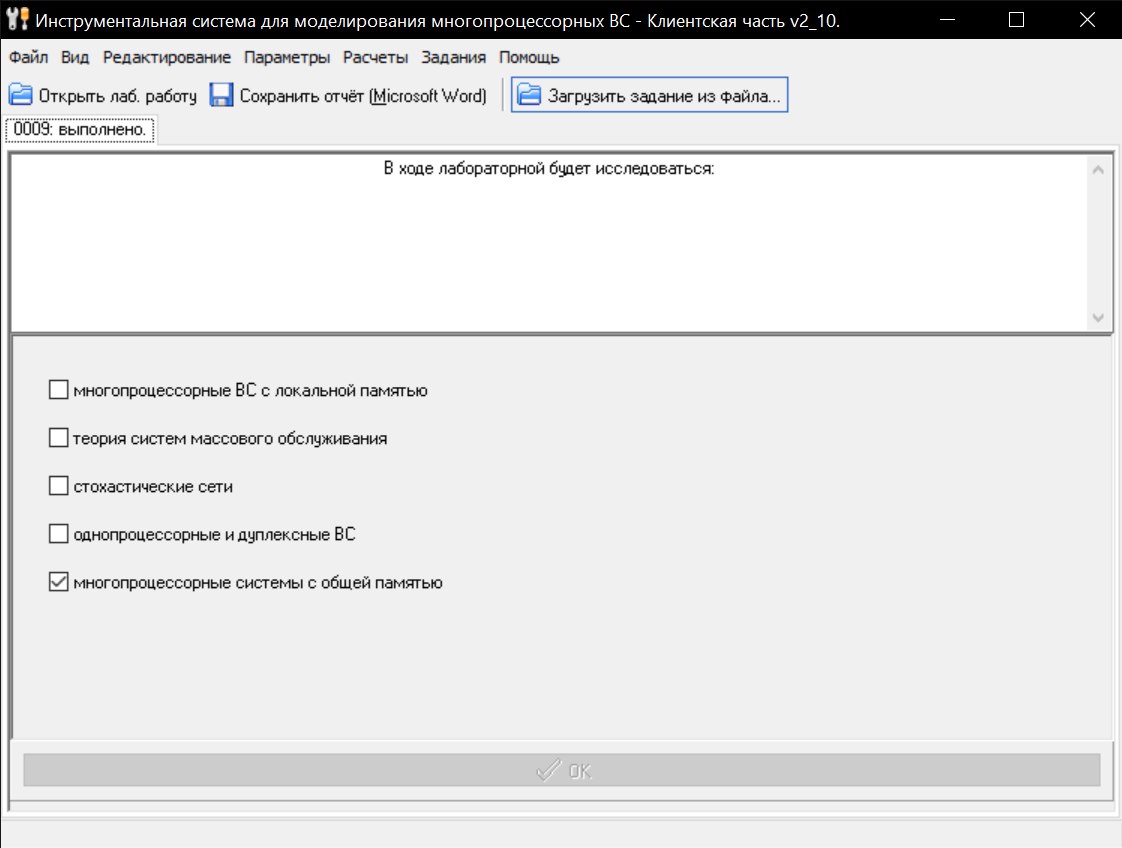 Инструментальная система для моделирования многопроцессорных ВС - Клиентская часть v2_10.
Файл Вид Редактирование Параметры Расчеты Задания Помощь
Открыть лаб. работу Сохранить отчёт (Microsoft Word) Загрузить задание из файла...
0009: выполнено.
В ходе лабораторной будет исследоваться:
многопроцессорные ВС с локальной памятью
теория систем массового обслуживания
стохастические сети
однопроцессорные и дуплексные ВС
многопроцессорные системы с общей памятью
OK